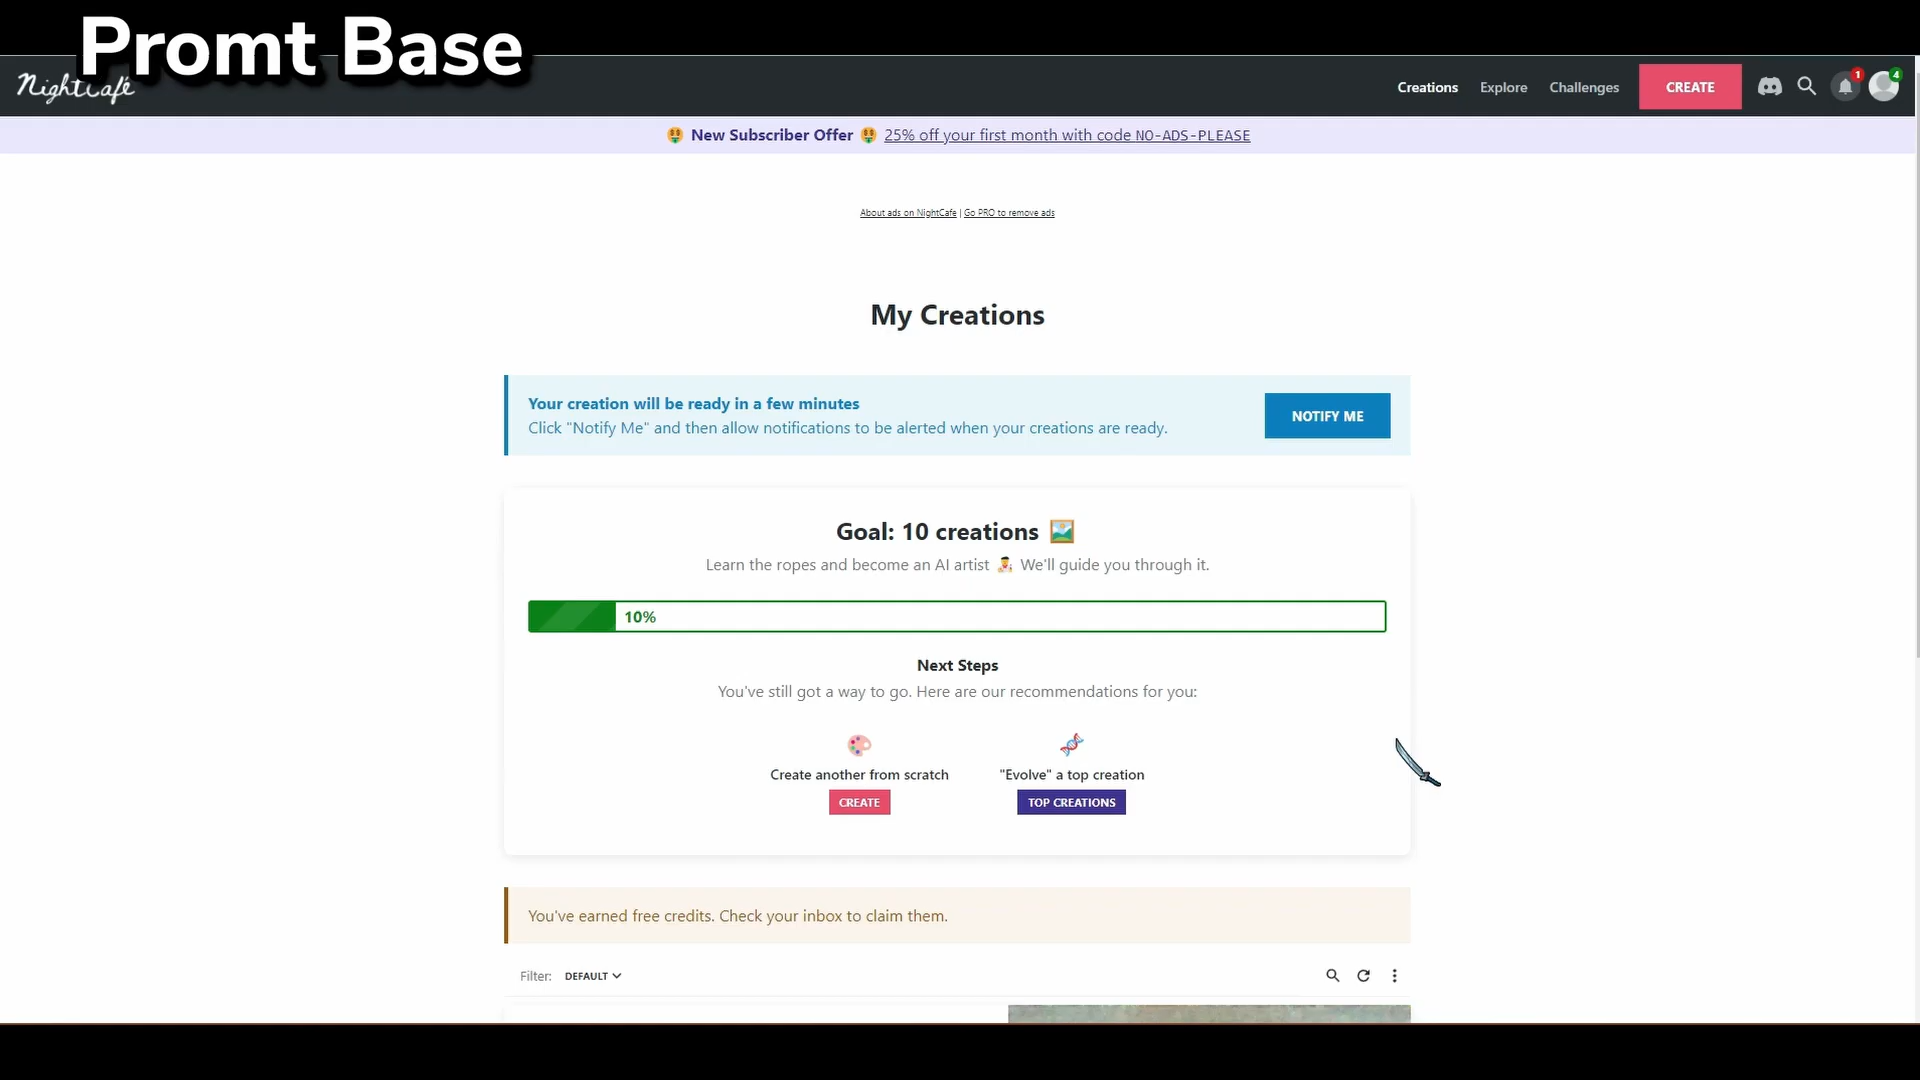 Promt Base
NightCafé
Creations Explore Challenges CREATE 1 4
New Subscriber Offer 25% off your first month with code NO-ADS-PLEASE
About ads on NightCafe | Go PRO to remove ads
My Creations
Your creation will be ready in a few minutes
Click "Notify Me" and then allow notifications to be alerted when your creations are ready.
NOTIFY ME
Goal: 10 creations
Learn the ropes and become an AI artist We'll guide you through it.
10%
Next Steps
You've still got a way to go. Here are our recommendations for you:
Create another from scratch
CREATE
"Evolve" a top creation
TOP CREATIONS
You've earned free credits. Check your inbox to claim them.
Filter: DEFAULT